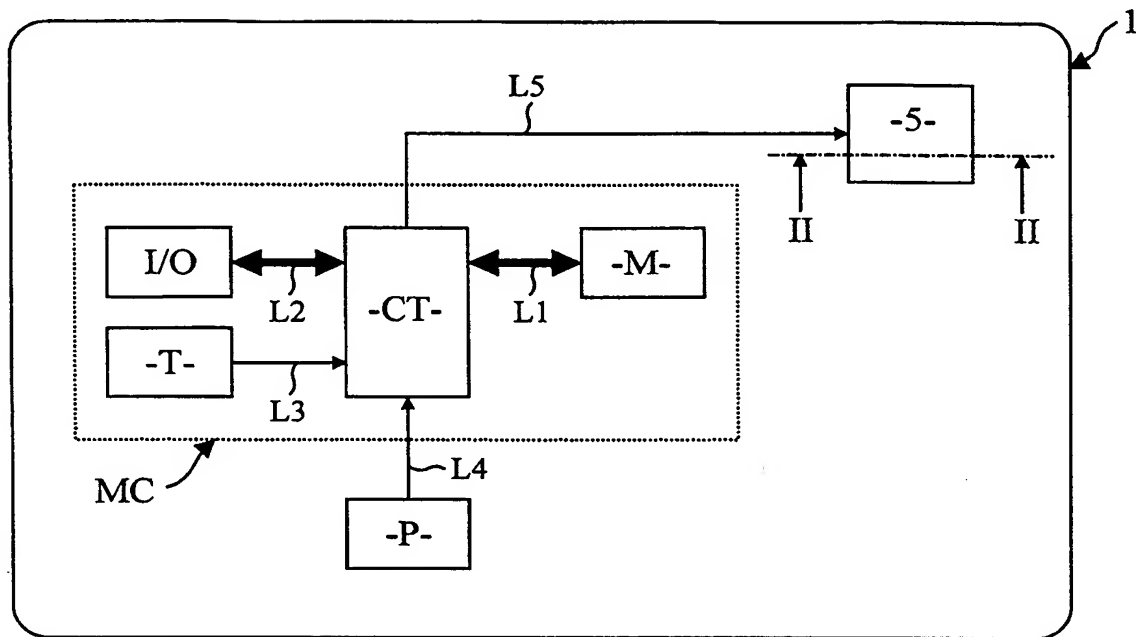 1
L5
-5-
II
II
I/O
-CT-
-M-
L2
L1
-T-
L3
MC
L4
-P-